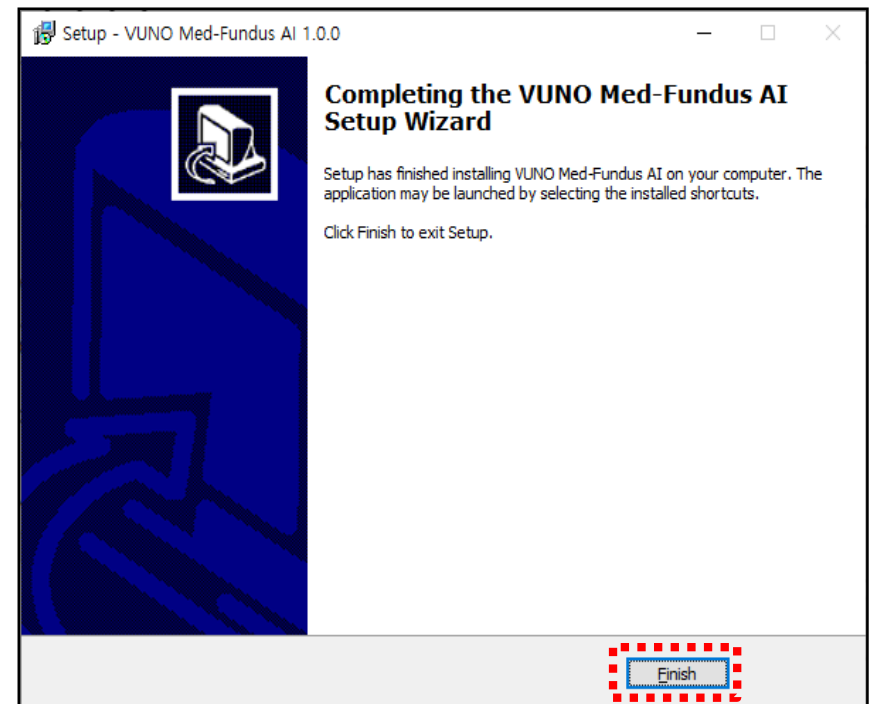 Setup - VUNO Med-Fundus AI 1.0.0
Completing the VUNO Med-Fundus AI
Setup Wizard
Setup has finished installing VUNO Med-Fundus AI on your computer. The
application may be launched by selecting the installed shortcuts.
Click Finish to exit Setup.
Finish